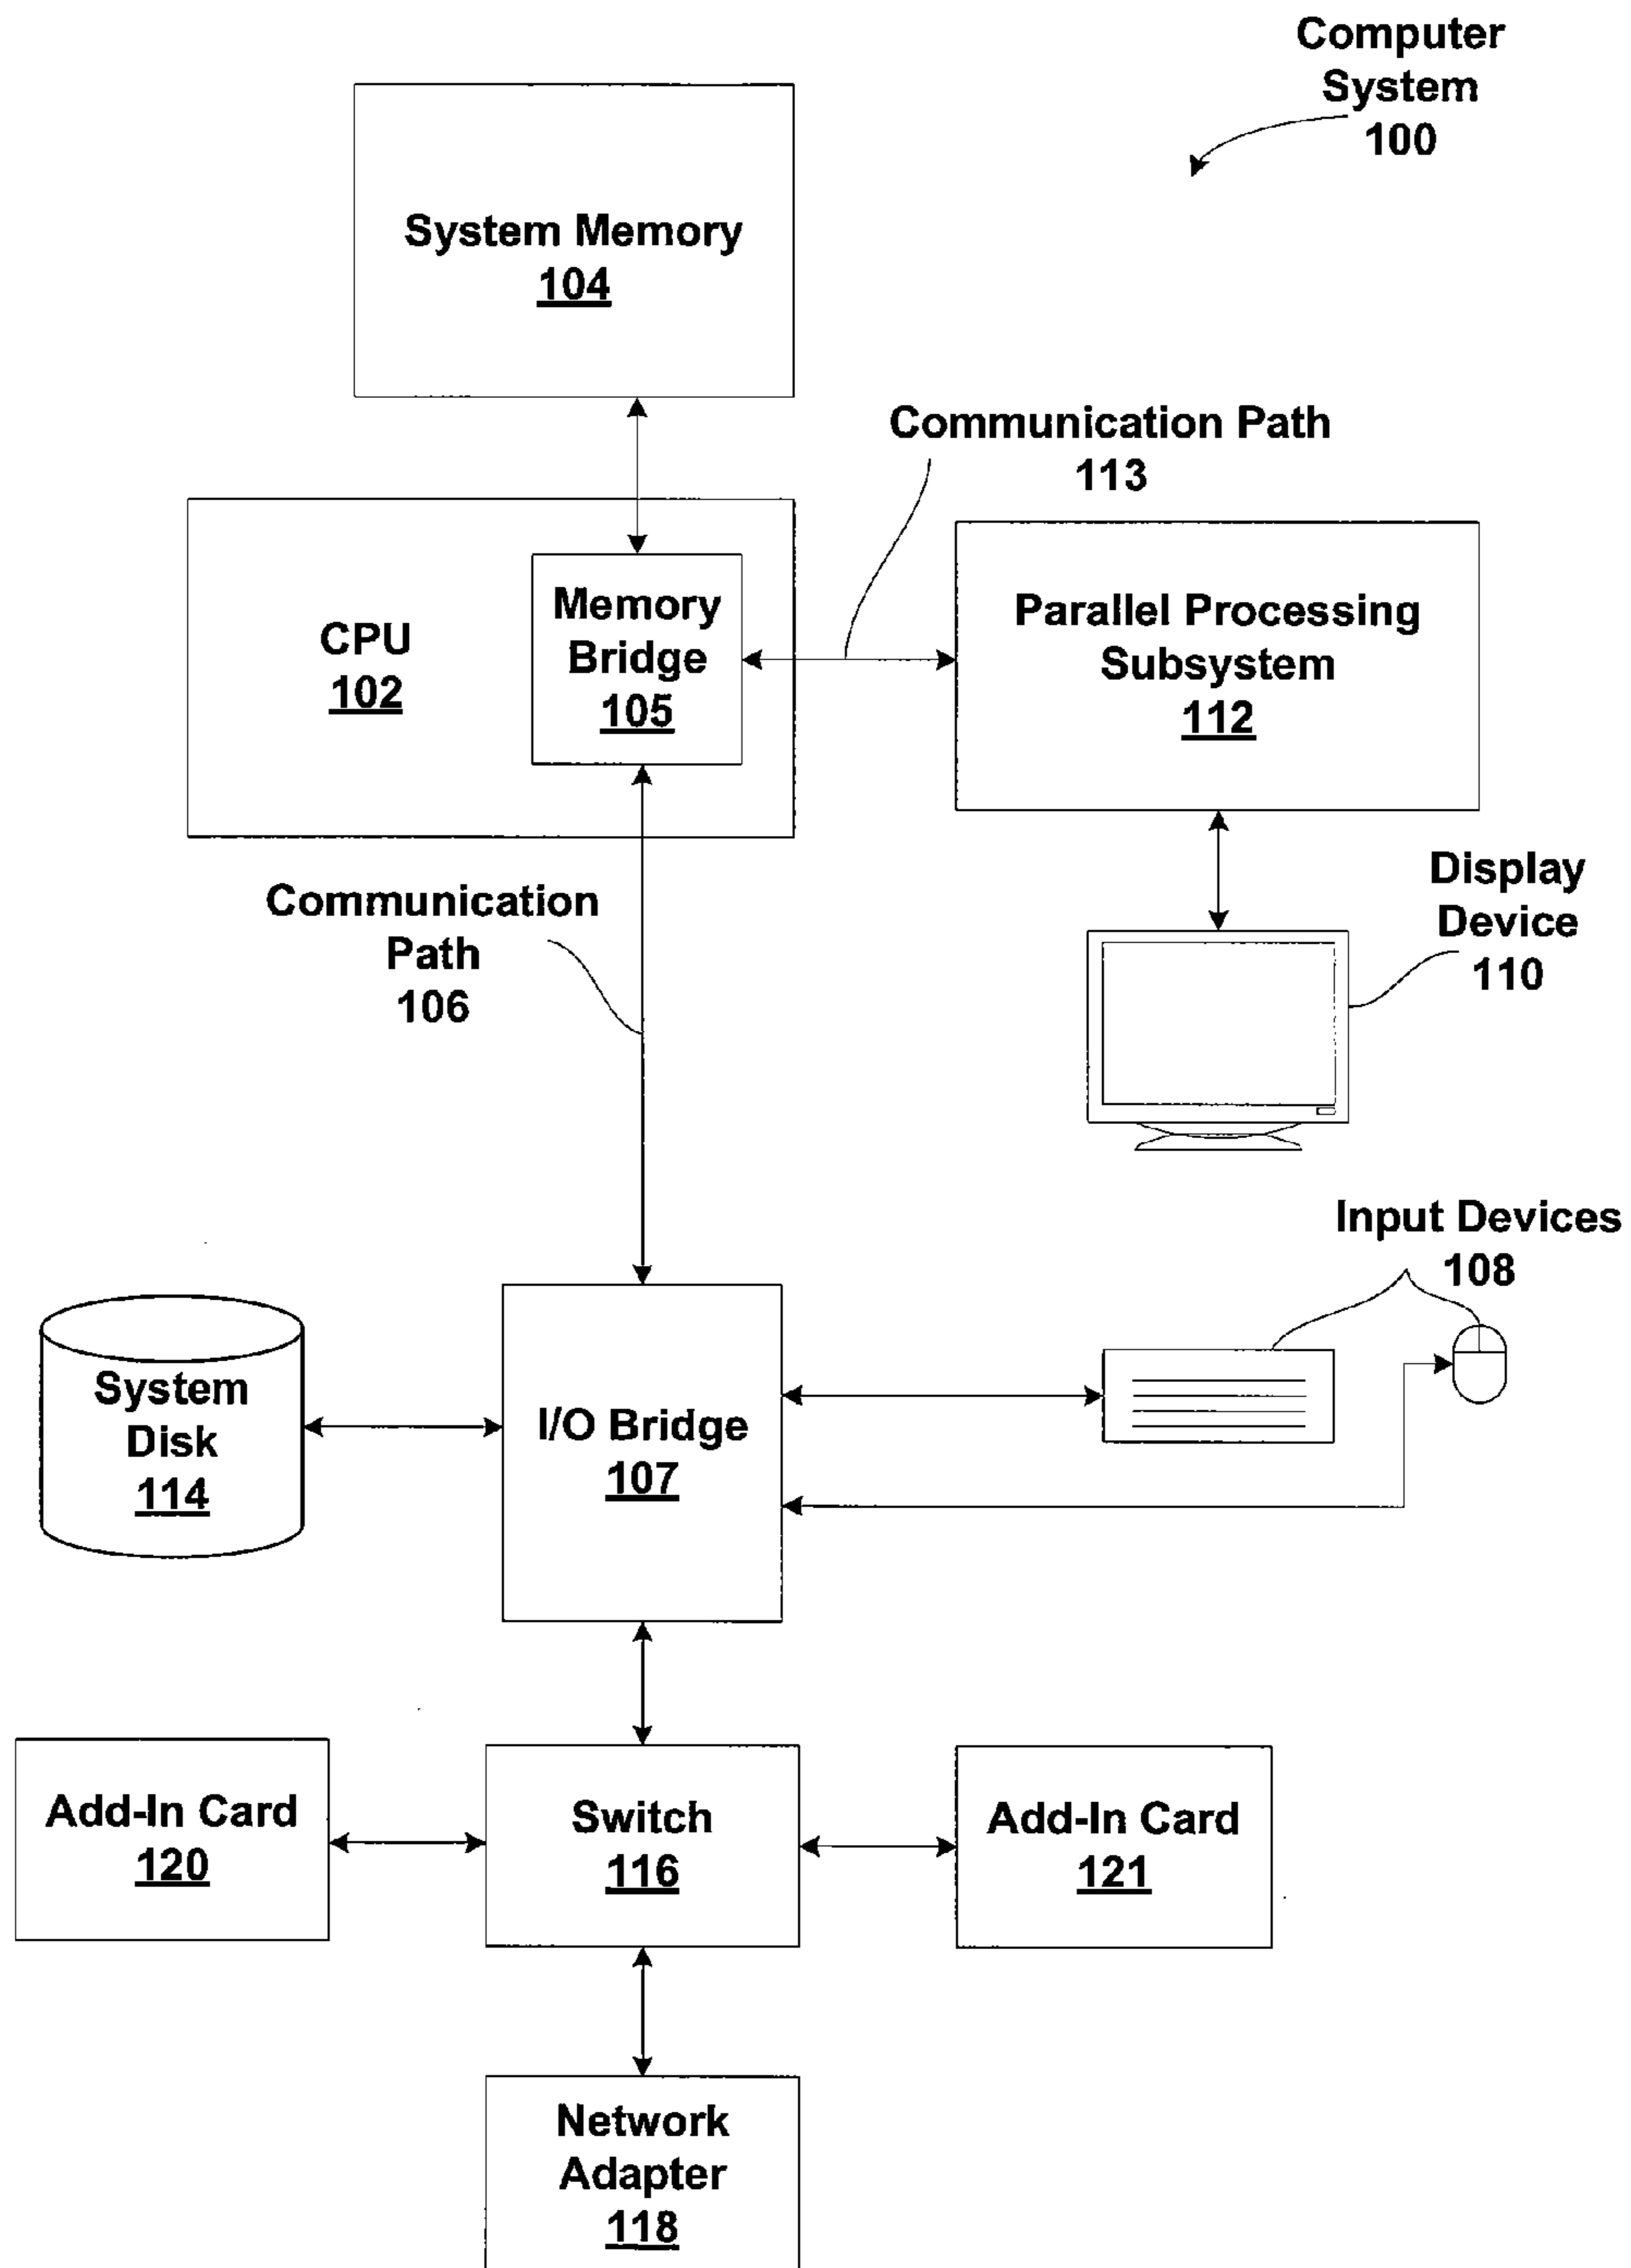 Computer
System
100
System Memory
104
Communication Path
113
CPU
102
Memory
Bridge
105
Parallel Processing
Subsystem
112
Communication
Path
106
Display
Device
110
Input Devices
108
System
Disk
114
I/O Bridge
107
Add-In Card
120
Switch
116
Add-In Card
121
Network
Adapter
118